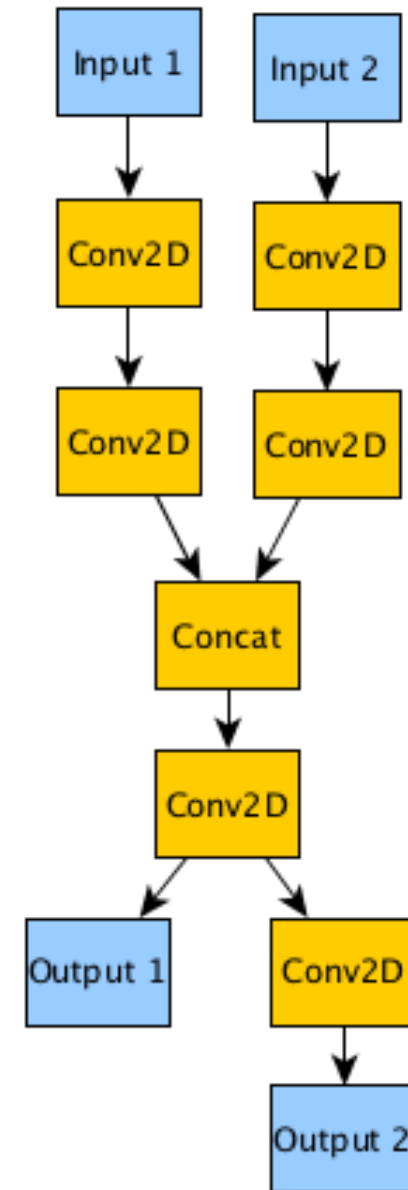 Input 1
Input 2
Conv2D
Conv2D
Conv2D
Conv2D
Concat
Conv2D
Output 1
Conv2D
Output 2